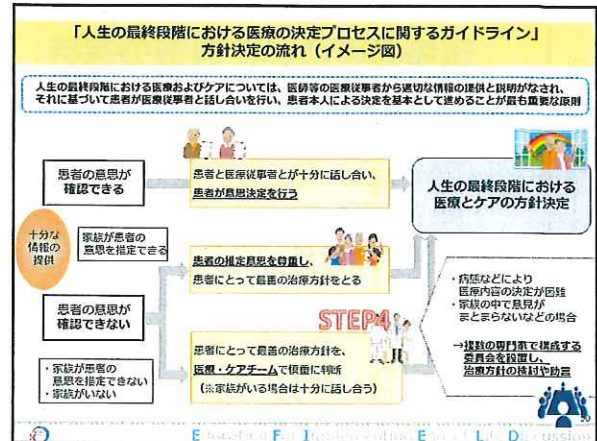 「人生の最終段階における医療の決定プロセスに関するガイドライン」
方針決定の流れ（イメージ図）
人生の最終段階における医療およびケアについては、医師等の医療従事者から適切な情報の提供と説明がなされ、
それに基づいて患者が医療従事者と話し合いを行い、患者本人による決定を基本として進めることが最も重要な原則
患者の意思が
確認できる
患者と医療従事者とが十分に話し合い、
患者が意思決定を行う
人生の最終段階における
医療とケアの方針決定
十分な
情報の
提供
家族が患者の
意思を推定できる
患者の推定意思を尊重し、
患者にとって最善の治療方針をとる
患者の意思が
確認できない
・家族が患者の
意思を推定できない
・家族がいない
STEP4
患者にとって最善の治療方針を、
医療・ケアチームで慎重に判断
（※家族がいる場合は十分に話し合う）
・病態などにより
医療内容の決定が困難
・家族の中で意見が
まとまらないなどの場合
→複数の専門家で構成する
委員会を設置し、
治療方針の検討や助言
Discussion